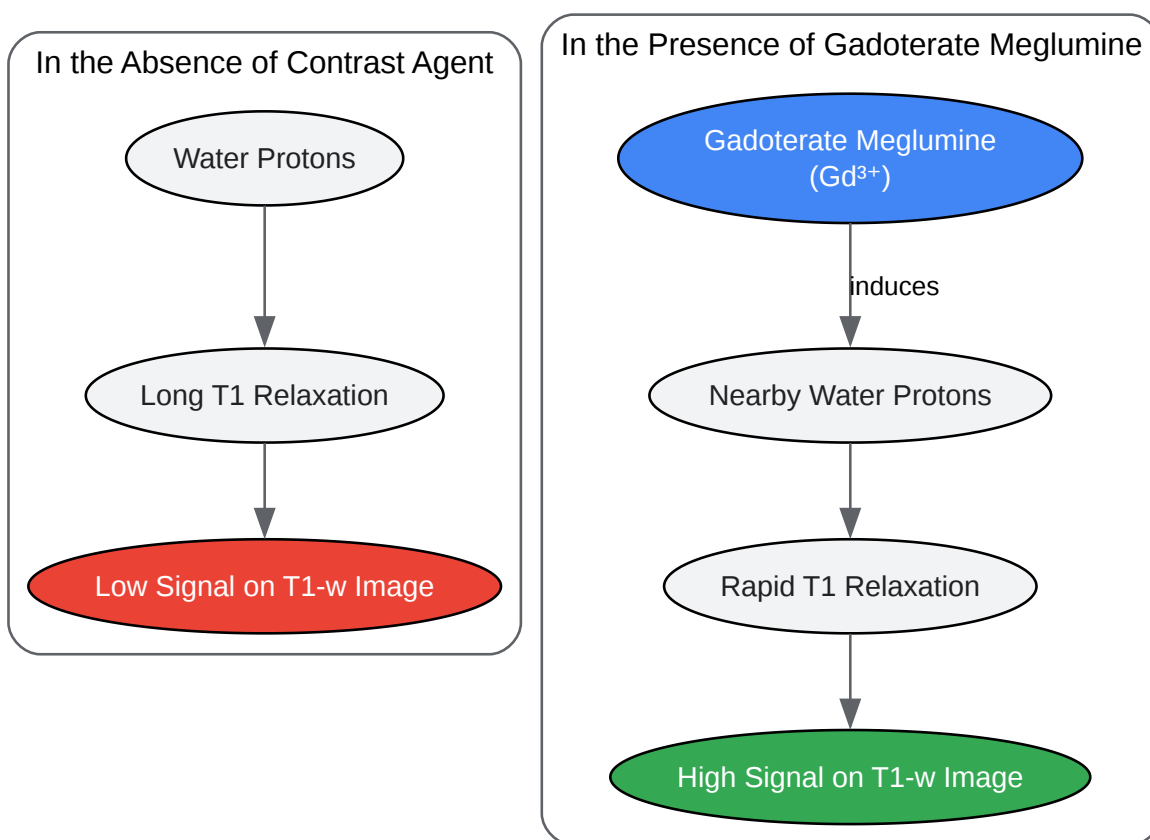 In the Absence of Contrast Agent
Water Protons
Long T1 Relaxation
Low Signal on T1-w Image
In the Presence of Gadoterate Meglumine
Gadoterate Meglumine
(Gd³⁺)
induces
Nearby Water Protons
Rapid T1 Relaxation
High Signal on T1-w Image